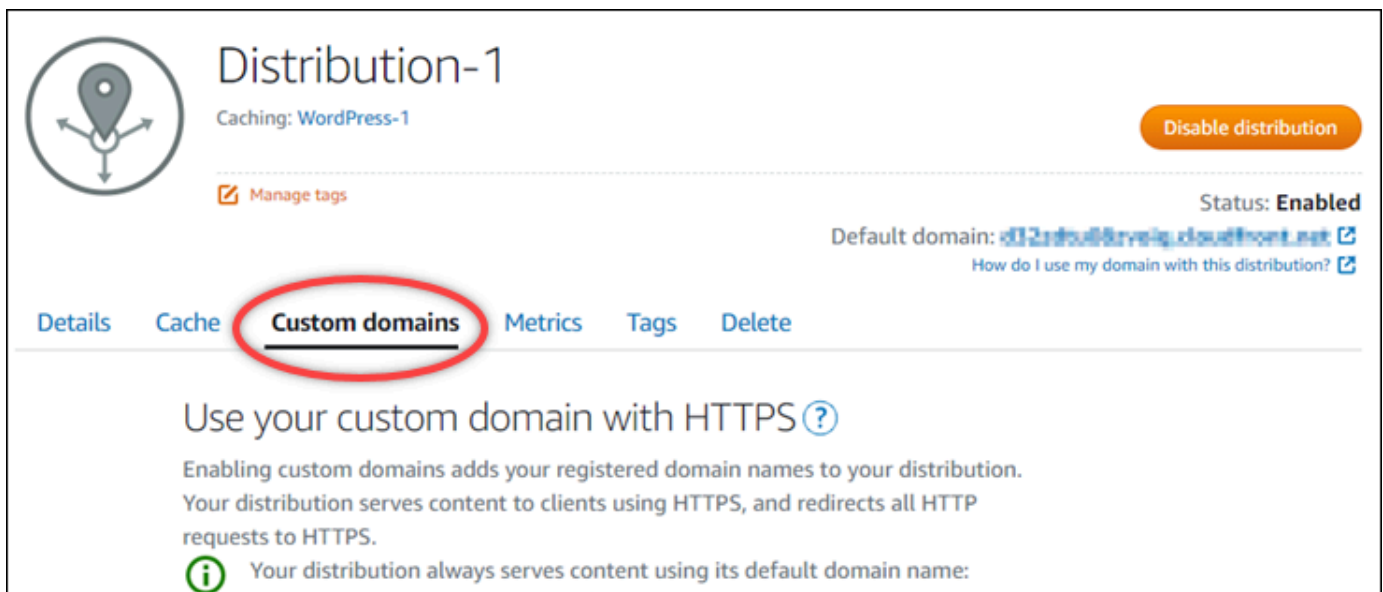 Distribution-1
Caching: WordPress-1
Disable distribution
Manage tags
Status: Enabled
Default domain:
How do I use my domain with this distribution?
Details Cache Custom domains Metrics Tags Delete
Use your custom domain with HTTPS ?
Enabling custom domains adds your registered domain names to your distribution.
Your distribution serves content to clients using HTTPS, and redirects all HTTP
requests to HTTPS.
Your distribution always serves content using its default domain name: